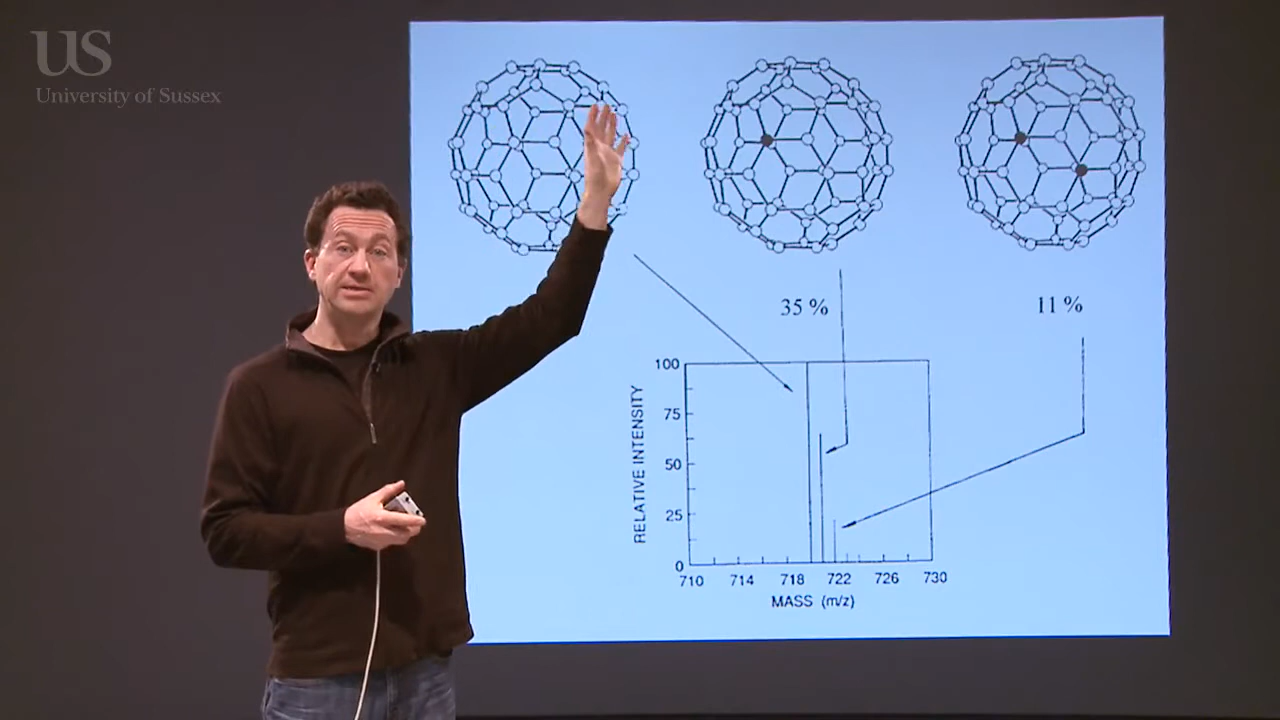 US
University of Sussex
35 %
11 %
100
75
50
25
0
RELATIVE INTENSITY
710 714 718 722 726 730
MASS (m/z)